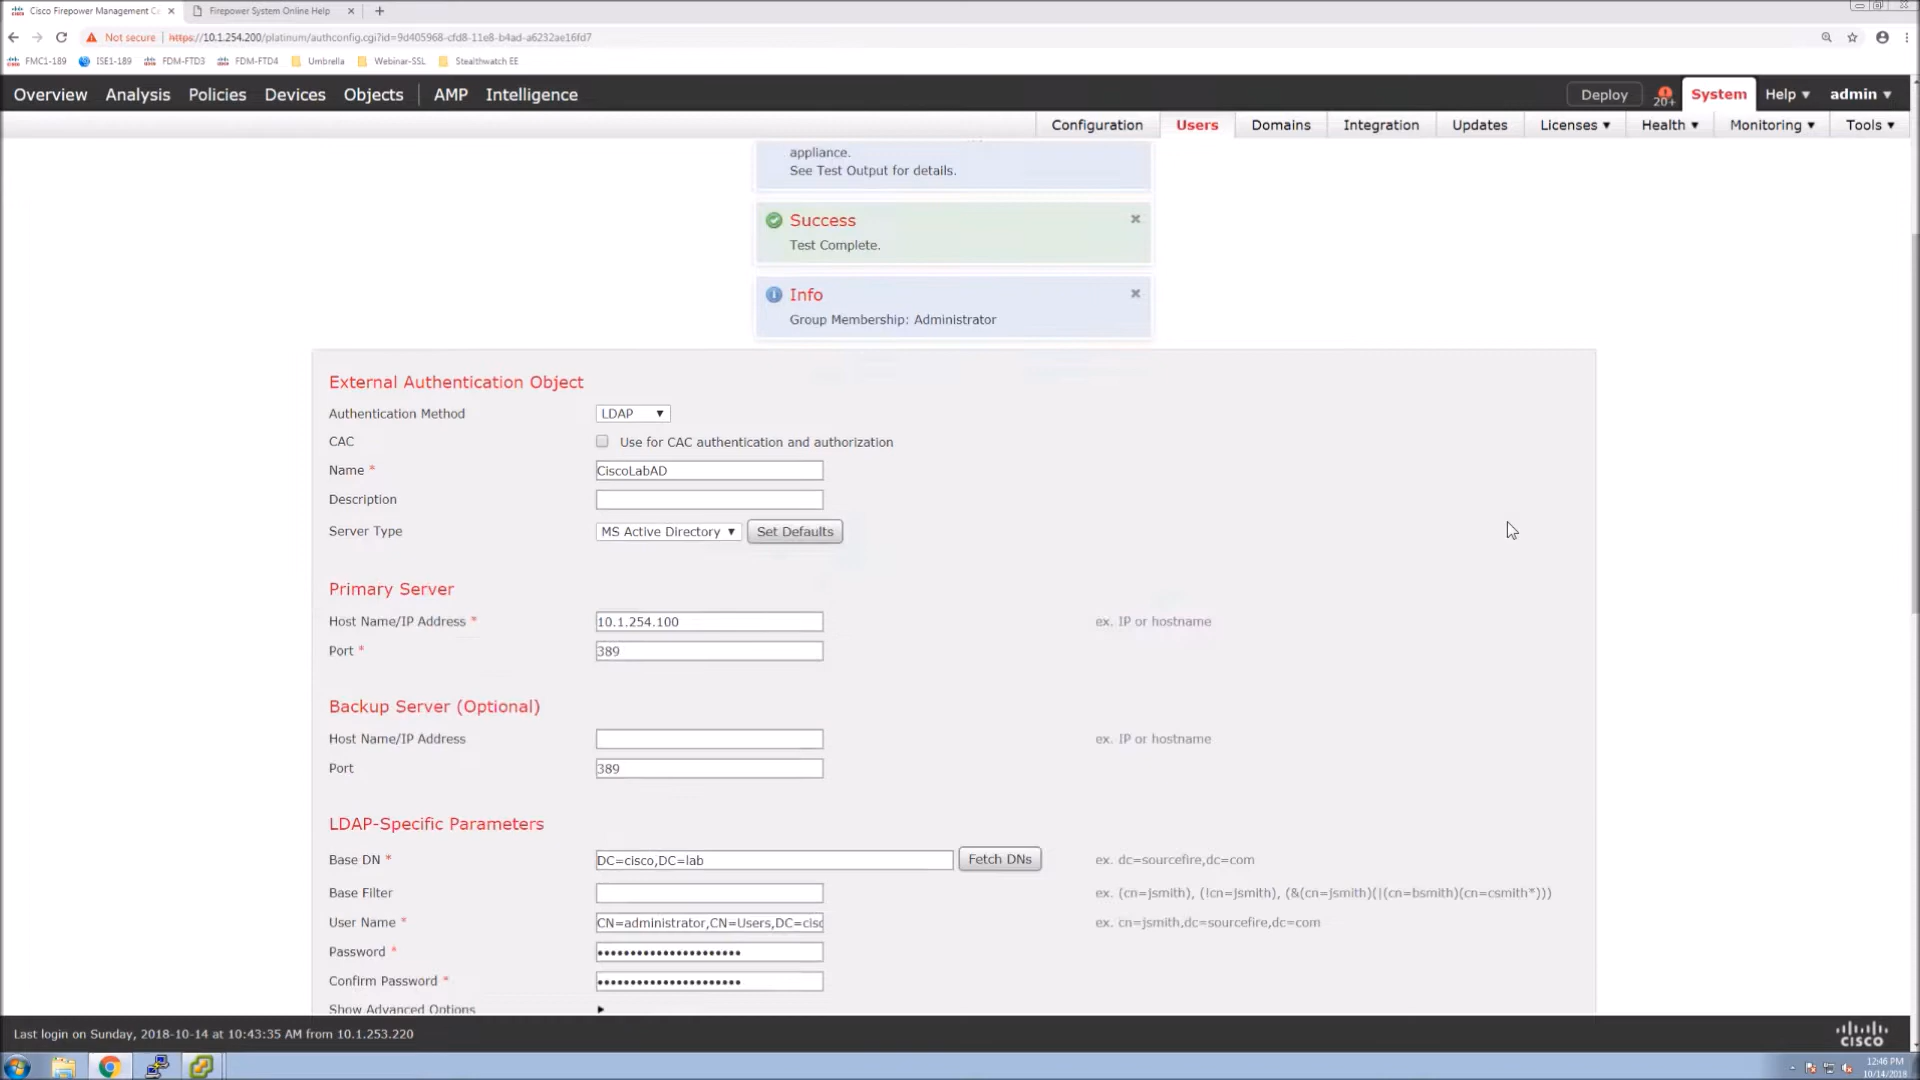 Cisco Firepower Management C
Firepower System Online Help
Not secure | https://10.1.254.200/platinum/authconfig.cgi?id=9d405968-cfd8-11e8-b4ad-a6232ae16fd7
FMC1-189 ISE1-189 FDM-FTD3 FDM-FTD4 Umbrella Webinar-SSL Stealthwatch EE
Overview Analysis Policies Devices Objects AMP Intelligence Deploy 20+ System Help admin
Configuration Users Domains Integration Updates Licenses Health Monitoring Tools
appliance.
See Test Output for details.
Success
Test Complete.
Info
Group Membership: Administrator
External Authentication Object
Authentication Method LDAP
CAC Use for CAC authentication and authorization
Name * CiscoLabAD
Description
Server Type MS Active Directory Set Defaults
Primary Server
Host Name/IP Address * 10.1.254.100 ex. IP or hostname
Port * 389
Backup Server (Optional)
Host Name/IP Address ex. IP or hostname
Port 389
LDAP-Specific Parameters
Base DN * DC=cisco,DC=lab Fetch DNs ex. dc=sourcefire,dc=com
Base Filter ex. (cn=jsmith), (!cn=jsmith), (&(cn=jsmith)(|(cn=bsmith)(cn=csmith*)))
User Name * CN=administrator,CN=Users,DC=cisc ex. cn=jsmith,dc=sourcefire,dc=com
Password * ••••••••••••••••••••••
Confirm Password * ••••••••••••••••••••••
Show Advanced Options
Last login on Sunday, 2018-10-14 at 10:43:35 AM from 10.1.253.220
cisco
12:46 PM
10/14/2018